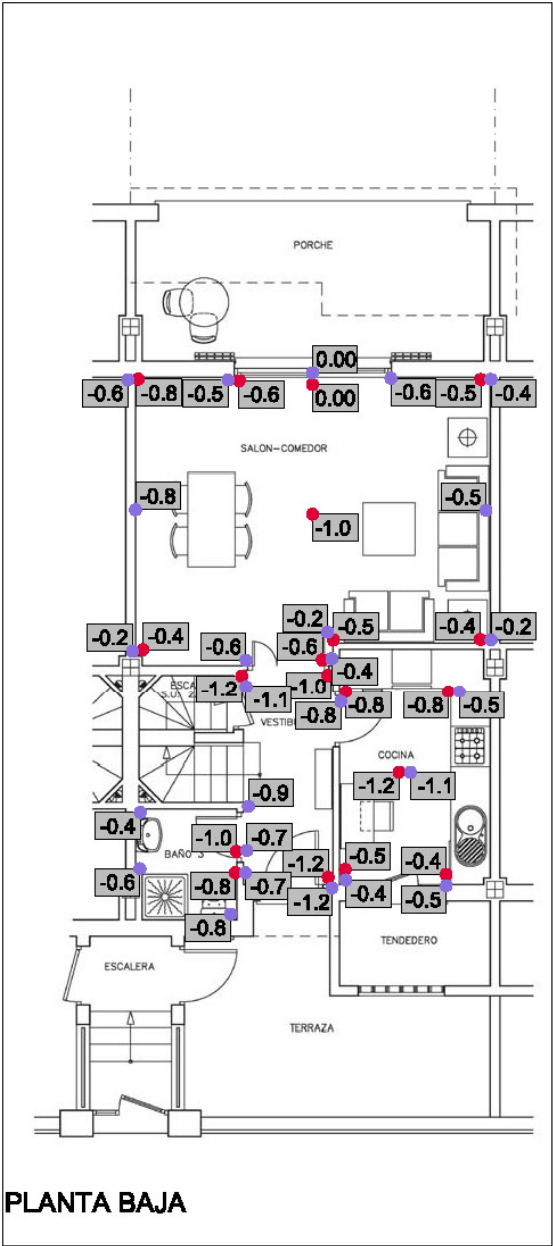 PORCHE
0.00
-0.6 -0.8 -0.5 -0.6 0.00 -0.6 -0.5 -0.4
SALON-COMEDOR
-0.8 -0.5
-1.0
-0.2 -0.5 -0.4 -0.2
-0.2 -0.4 -0.6 -0.6
-0.4
-1.2 -1.1 -1.0
-0.8 -0.8 -0.8 -0.5
COCINA
-1.2 -1.1
-0.9
-0.4
-1.0 -0.7
BAÑO 3
-0.5 -0.4
-0.6 -0.8 -0.7 -1.2
-1.2 -0.4 -0.5
-0.8
TENDEDERO
ESCALERA
TERRAZA
PLANTA BAJA